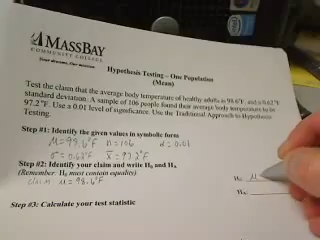 MASSBAY
COMMUNITY COLLEGE
Hypothesis Testing – One Population
(Mean)
Test the claim that the average body temperature of healthy adults is 98.6°F, and a 0.62°F
standard deviation. A sample of 106 people found their average body temperature to be
97.2°F. Use a 0.01 level of significance. Use the Traditional Approach to Hypothesis
Testing.
Step #1: Identify the given values in symbolic form
M=98.6°F n=106 α=0.01
σ=0.62°F x̄=97.2°F
Step #2: Identify your claim and write H₀ and Hₐ
(Remember H₀ must contain equality)
claim μ=98.6°F
H₀: μ
Hₐ:
Step #3: Calculate your test statistic